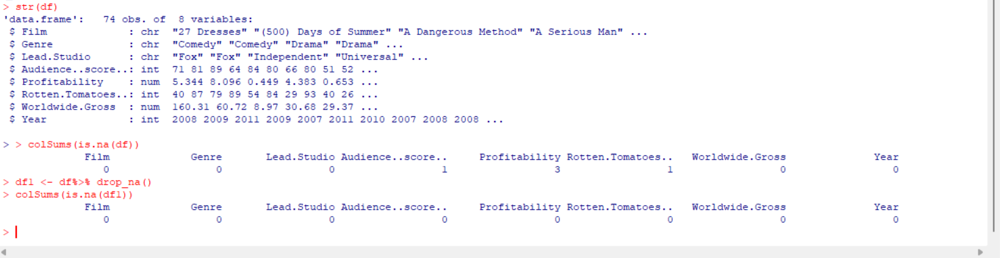 > str(df)
'data.frame':   74 obs. of  8 variables:
 $ Film             : chr  "27 Dresses" "(500) Days of Summer" "A Dangerous Method" "A Serious Man" ...
 $ Genre            : chr  "Comedy" "Comedy" "Drama" "Drama" ...
 $ Lead.Studio      : chr  "Fox" "Fox" "Independent" "Universal" ...
 $ Audience..score..: int  71 81 89 64 84 80 66 80 51 52 ...
 $ Profitability    : num  5.344 8.096 0.449 4.383 0.653 ...
 $ Rotten.Tomatoes..: int  40 87 79 89 54 84 29 93 40 26 ...
 $ Worldwide.Gross  : num  160.31 60.72 8.97 30.68 29.37 ...
 $ Year             : int  2008 2009 2011 2009 2007 2011 2010 2007 2008 2008 ...
> > colSums(is.na(df))
             Film             Genre       Lead.Studio Audience..score..     Profitability Rotten.Tomatoes..   Worldwide.Gross              Year
                0                 0                 0                 1                 3                 1                 0                 0
> df1 <- df%>% drop_na()
> colSums(is.na(df1))
             Film             Genre       Lead.Studio Audience..score..     Profitability Rotten.Tomatoes..   Worldwide.Gross              Year
                0                 0                 0                 0                 0                 0                 0                 0
>